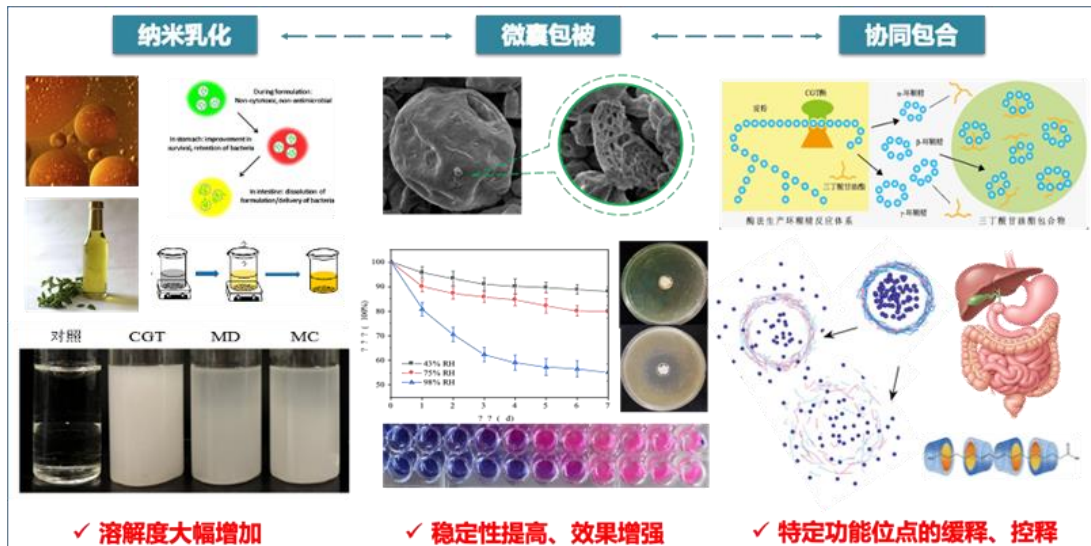 纳米乳化
微囊包被
协同包合
During formulation:
Non-cytotoxic, non-antimicrobial
In stomach: improvement in
survival, retention of bacteria
In intestine: dissolution of
formulation/delivery of bacteria
对照
CGT
MD
MC
100
90
80
70
60
50
? ? ? ( 100%)
43% RH
75% RH
98% RH
0
1
2
3
4
5
6
7
? ? ( d)
淀粉
CGT酶
三丁酸甘油酯
酶法生产环糊精反应体系
α-环糊精
β-环糊精
γ-环糊精
三丁酸甘油酯包合物
✓ 溶解度大幅增加
✓ 稳定性提高、效果增强
✓ 特定功能位点的缓释、控释